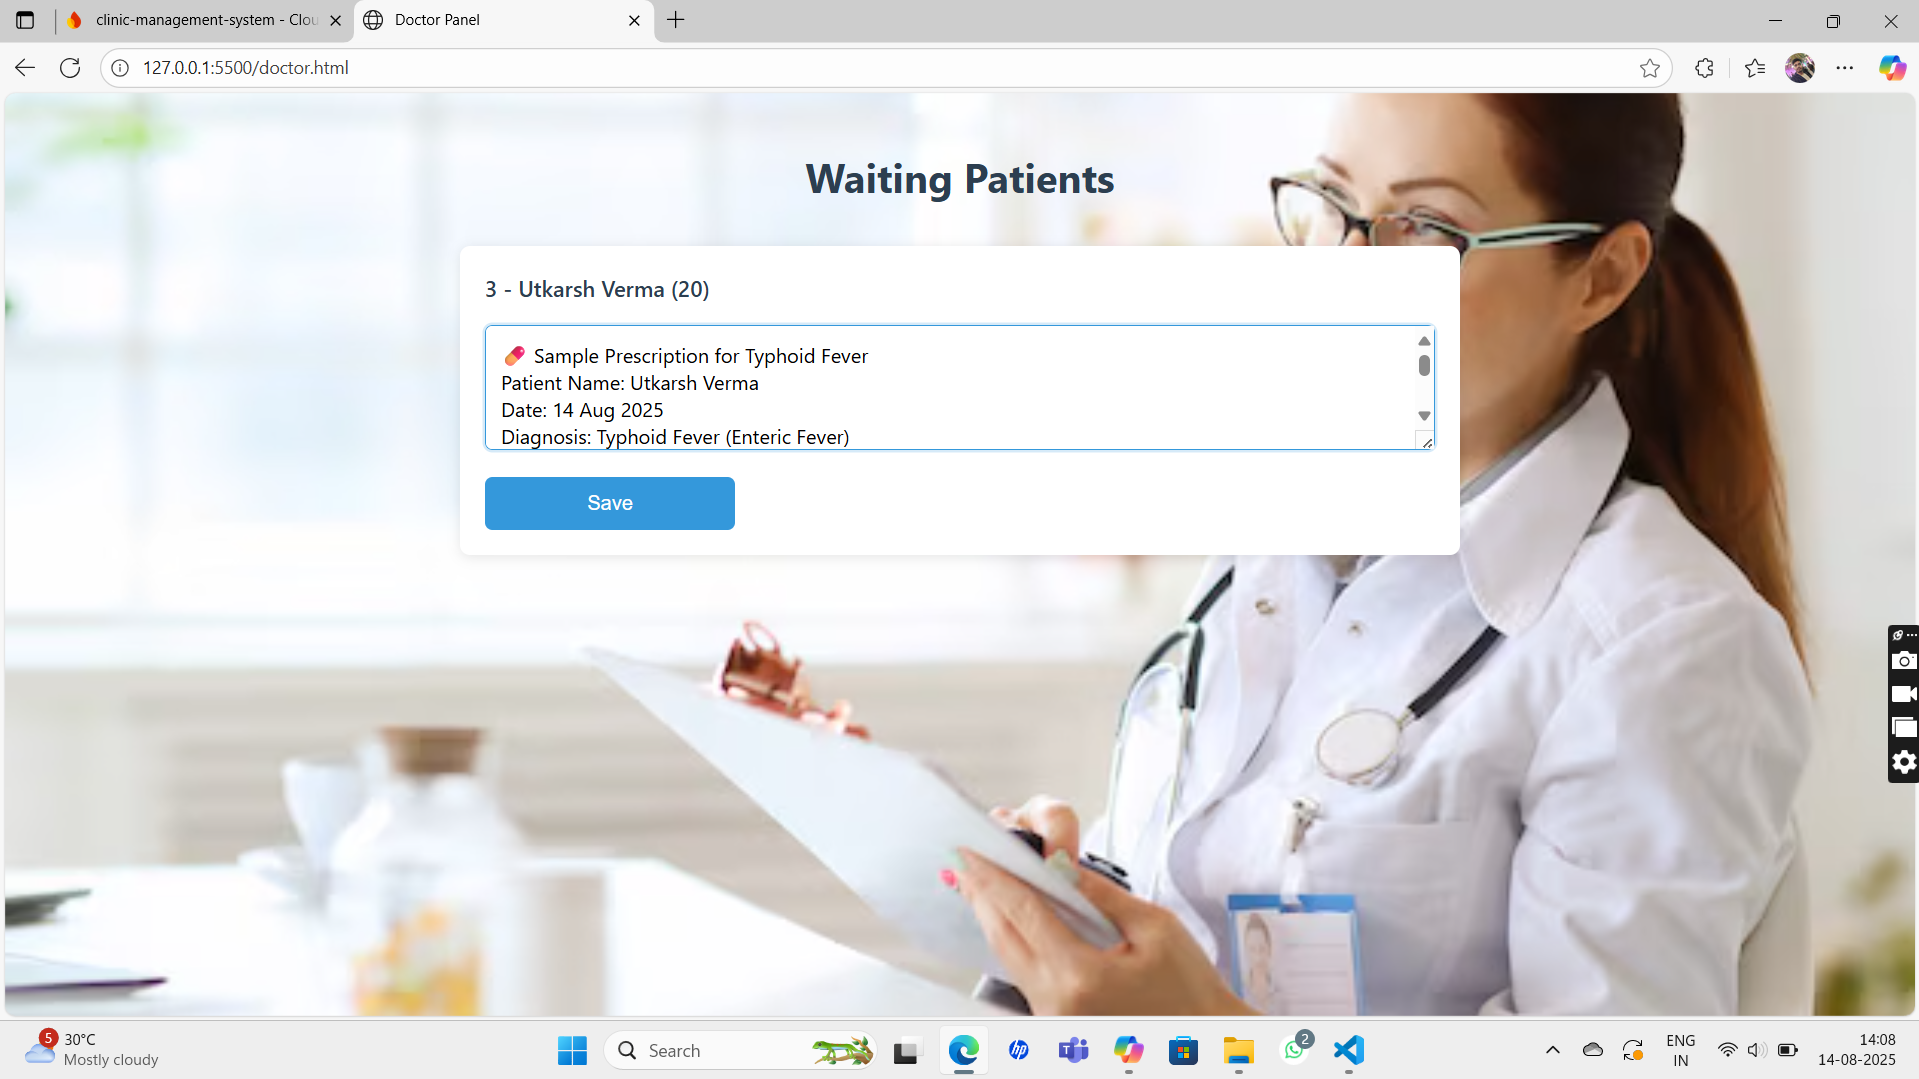 clinic-management-system - Clou
Doctor Panel
127.0.0.1:5500/doctor.html
Waiting Patients
3 - Utkarsh Verma (20)
💊 Sample Prescription for Typhoid Fever
Patient Name: Utkarsh Verma
Date: 14 Aug 2025
Diagnosis: Typhoid Fever (Enteric Fever)
Save
5
30°C
Mostly cloudy
Search
hp
2
ENG
IN
14:08
14-08-2025